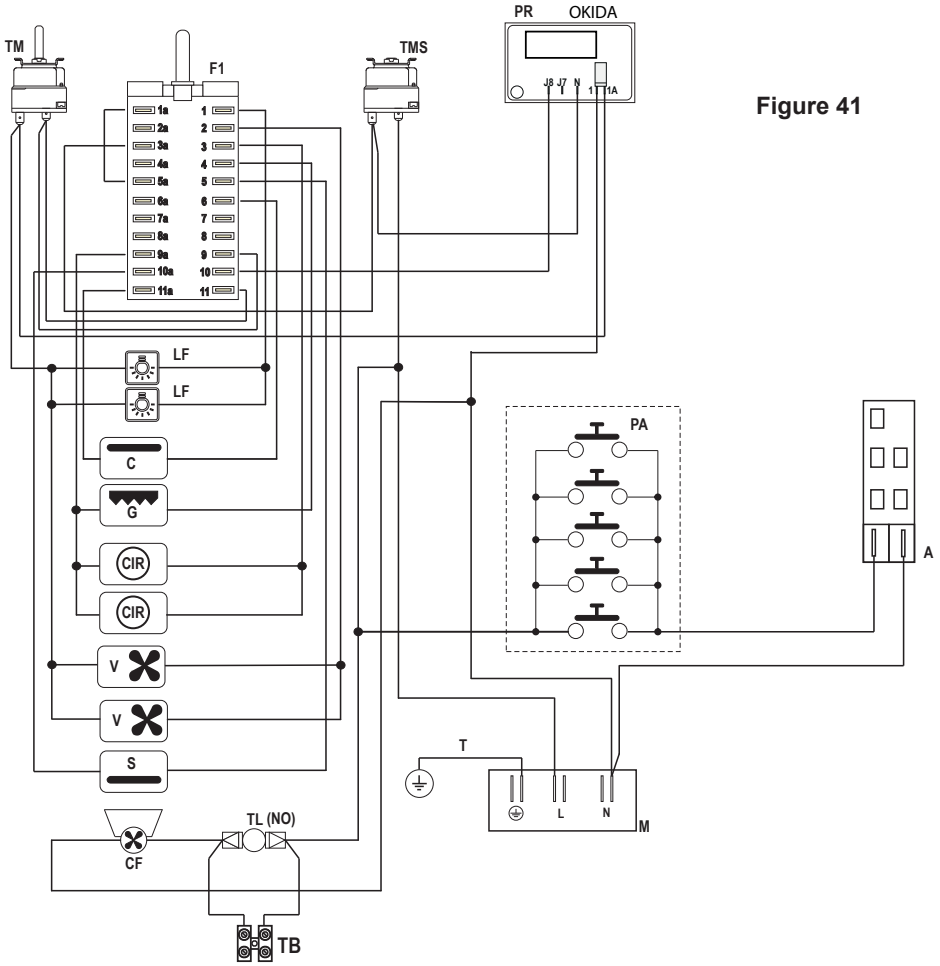 PR OKIDA
TM
F1
TMS
J8 J7 N 1 1A
Figure 41
1a 1
2a 2
3a 3
4a 4
5a 5
6a 6
7a 7
8a 8
9a 9
10a 10
11a 11
LF
LF
PA
C
G
A
CIR
CIR
V
V
T
S
L N
M
TL (NO)
CF
TB